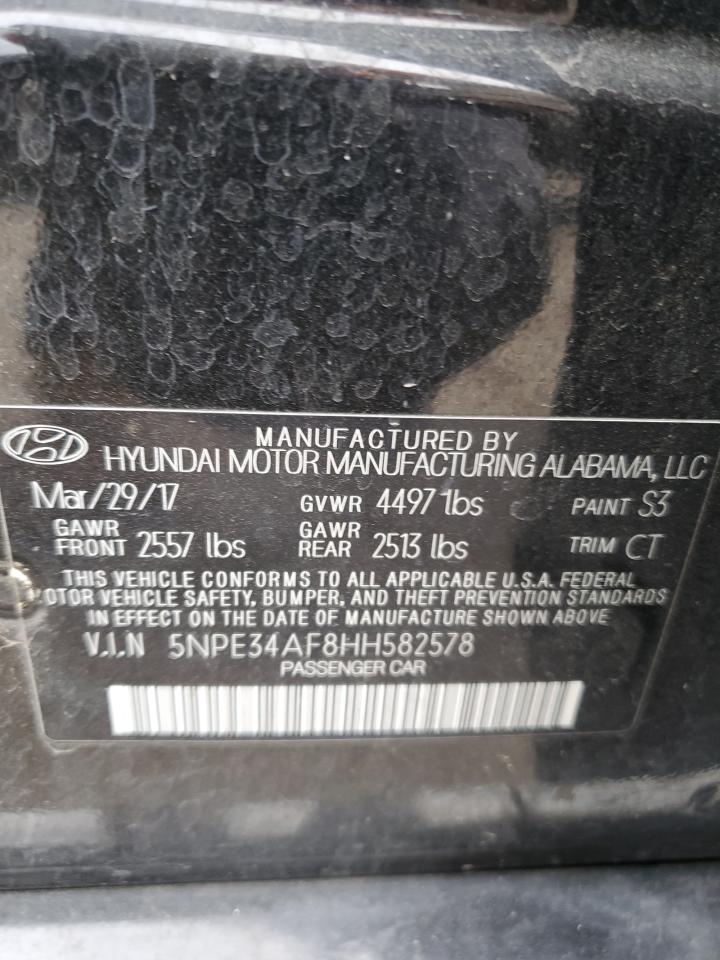 MANUFACTURED BY
HYUNDAI MOTOR MANUFACTURING ALABAMA, LLC
Mar/29/17 GVWR 4497 lbs PAINT S3
GAWR FRONT 2557 lbs GAWR REAR 2513 lbs TRIM CT
THIS VEHICLE CONFORMS TO ALL APPLICABLE U.S.A. FEDERAL
OTOR VEHICLE SAFETY, BUMPER, AND THEFT PREVENTION STANDARDS
IN EFFECT ON THE DATE OF MANUFACTURE SHOWN ABOVE
V.I.N 5NPE34AF8HH582578
PASSENGER CAR